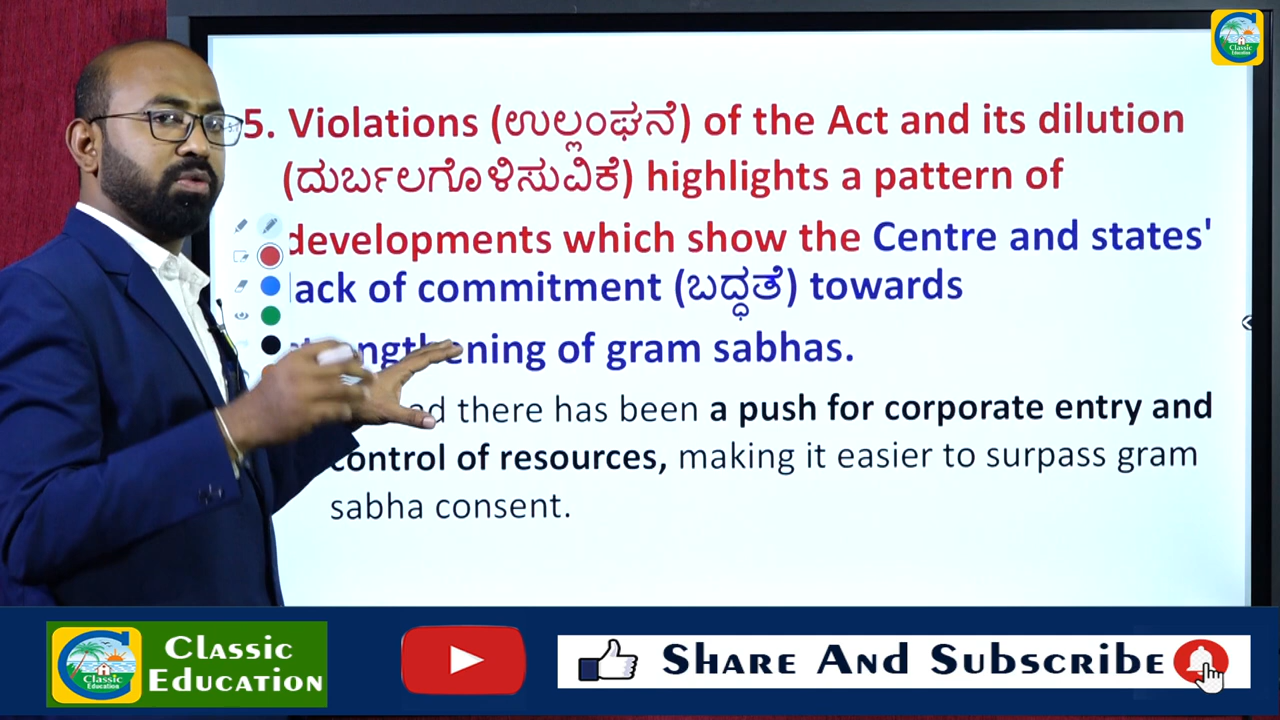 5. Violations (ಉಲ್ಲಂಘನೆ) of the Act and its dilution
(ದುರ್ಬಲಗೊಳಿಸುವಿಕೆ) highlights a pattern of
developments which show the Centre and states'
lack of commitment (ಬದ್ಧತೆ) towards
of gram sabhas.
there has been a push for corporate entry and
control of resources, making it easier to surpass gram
sabha consent.
Classic
Education
Classic
Education
Classic
Education
Share And Subscribe